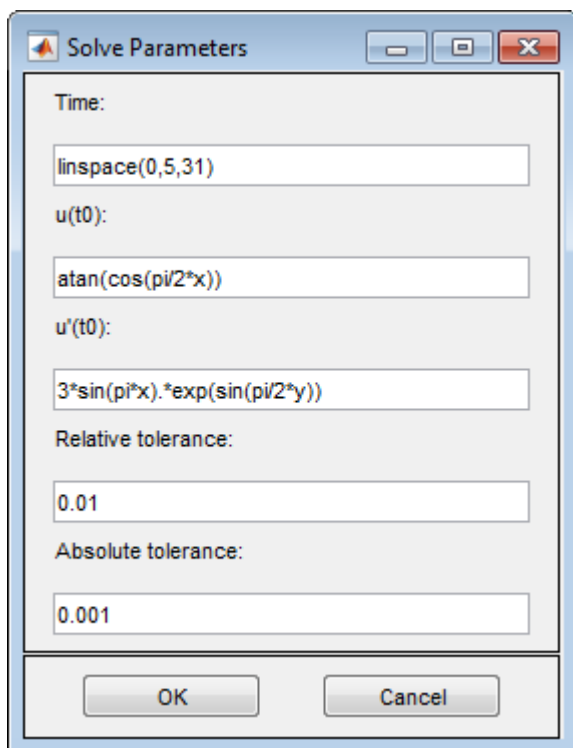 Solve Parameters
Time:
linspace(0,5,31)
u(t0):
atan(cos(pi/2*x))
u'(t0):
3*sin(pi*x).*exp(sin(pi/2*y))
Relative tolerance:
0.01
Absolute tolerance:
0.001
OK Cancel